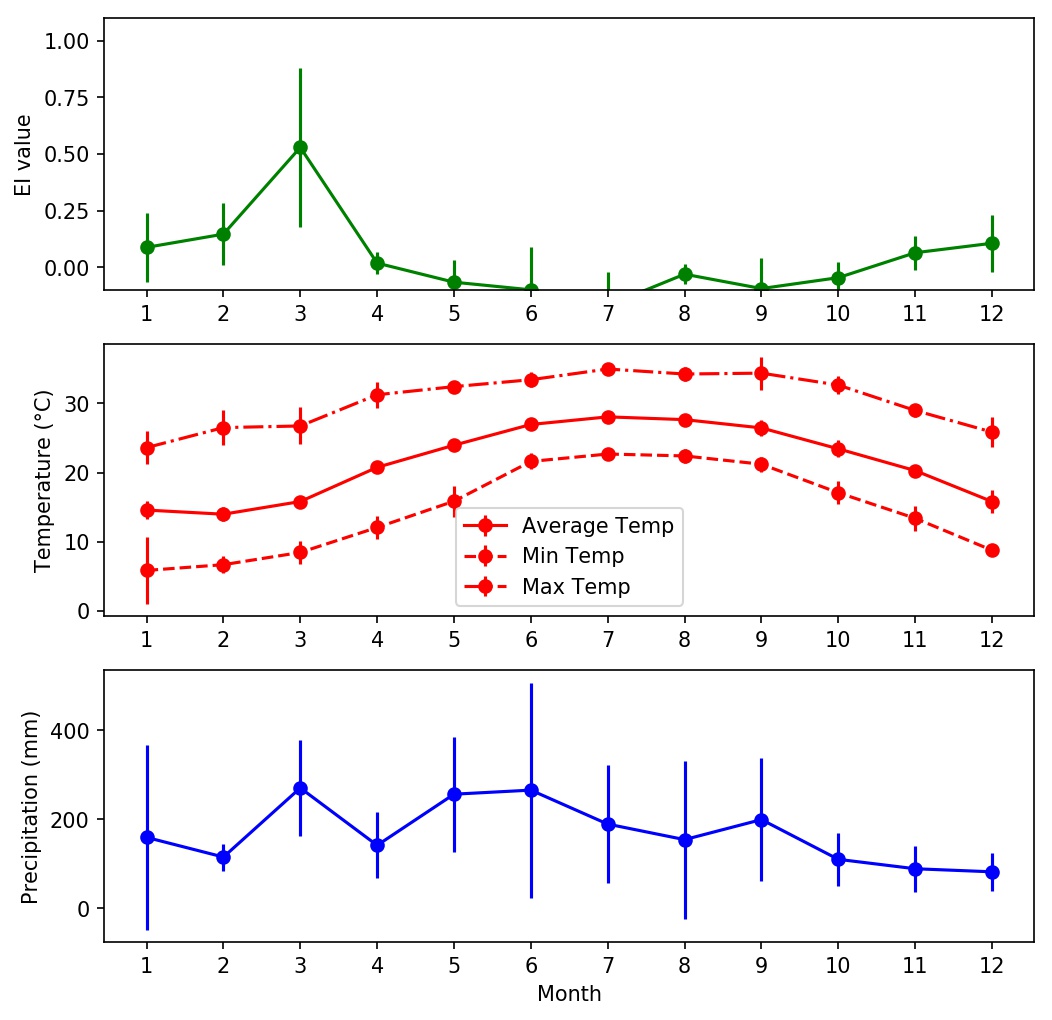 EI value
1.00
0.75
0.50
0.25
0.00
1 2 3 4 5 6 7 8 9 10 11 12
Temperature (°C)
30
20
10
0
Average Temp
Min Temp
Max Temp
1 2 3 4 5 6 7 8 9 10 11 12
Precipitation (mm)
400
200
0
1 2 3 4 5 6 7 8 9 10 11 12
Month